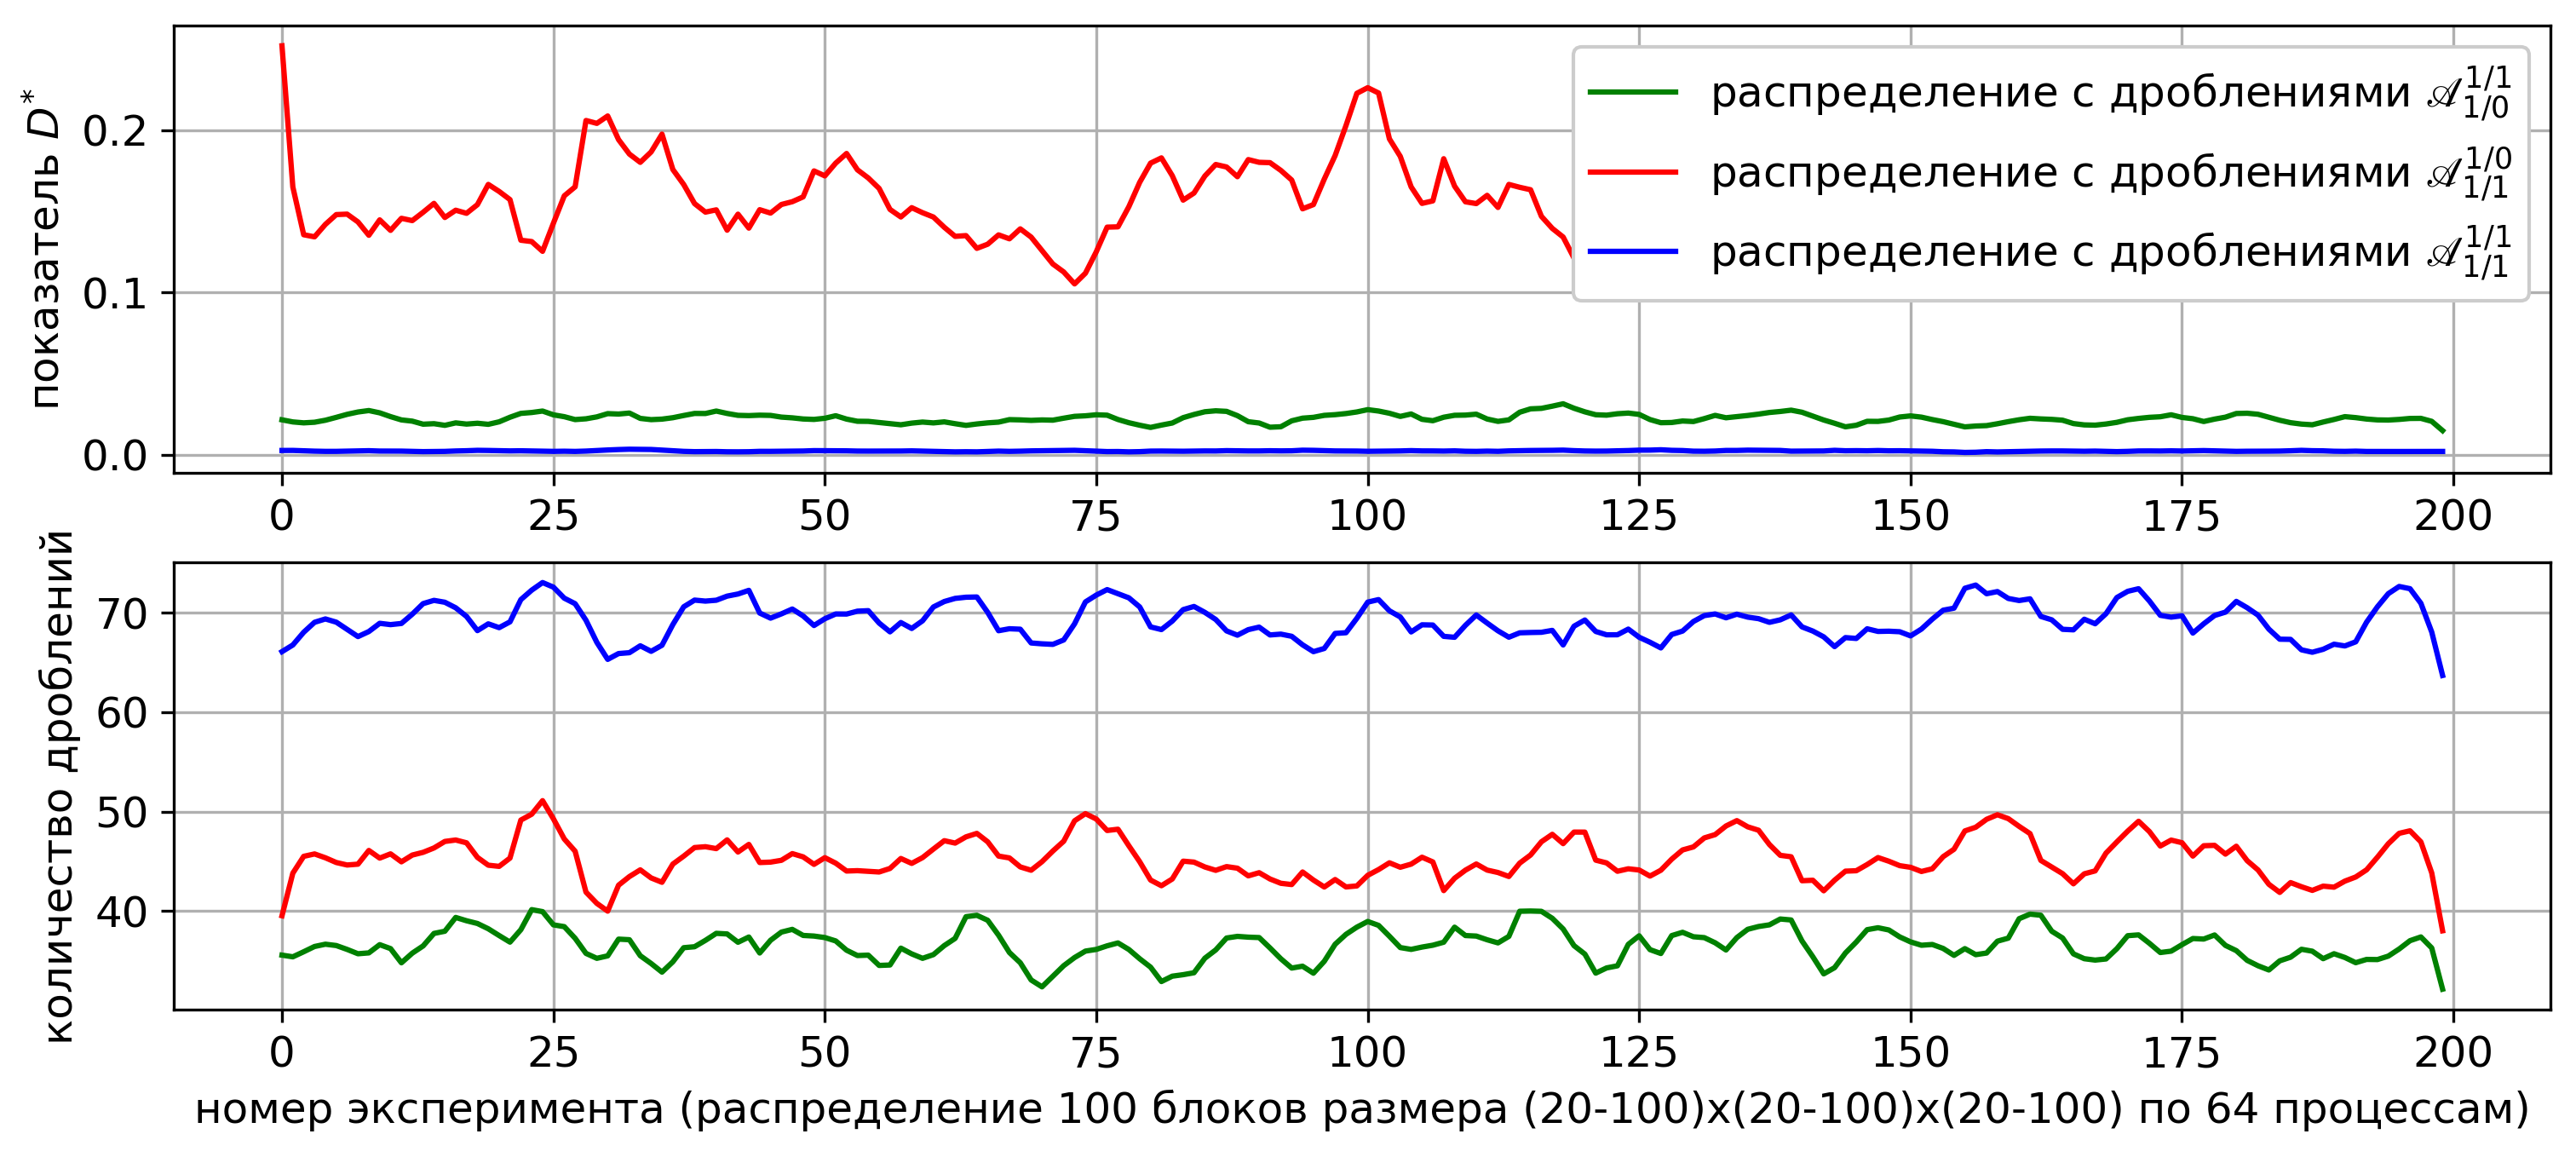 показатель D*
0.2
0.1
0.0
распределение с дроблениями 𝒜^{1/1}_{1/0}
распределение с дроблениями 𝒜^{1/0}_{1/1}
распределение с дроблениями 𝒜^{1/1}_{1/1}
0 25 50 75 100 125 150 175 200
количество дроблений
70
60
50
40
0 25 50 75 100 125 150 175 200
номер эксперимента (распределение 100 блоков размера (20-100)x(20-100)x(20-100) по 64 процессам)